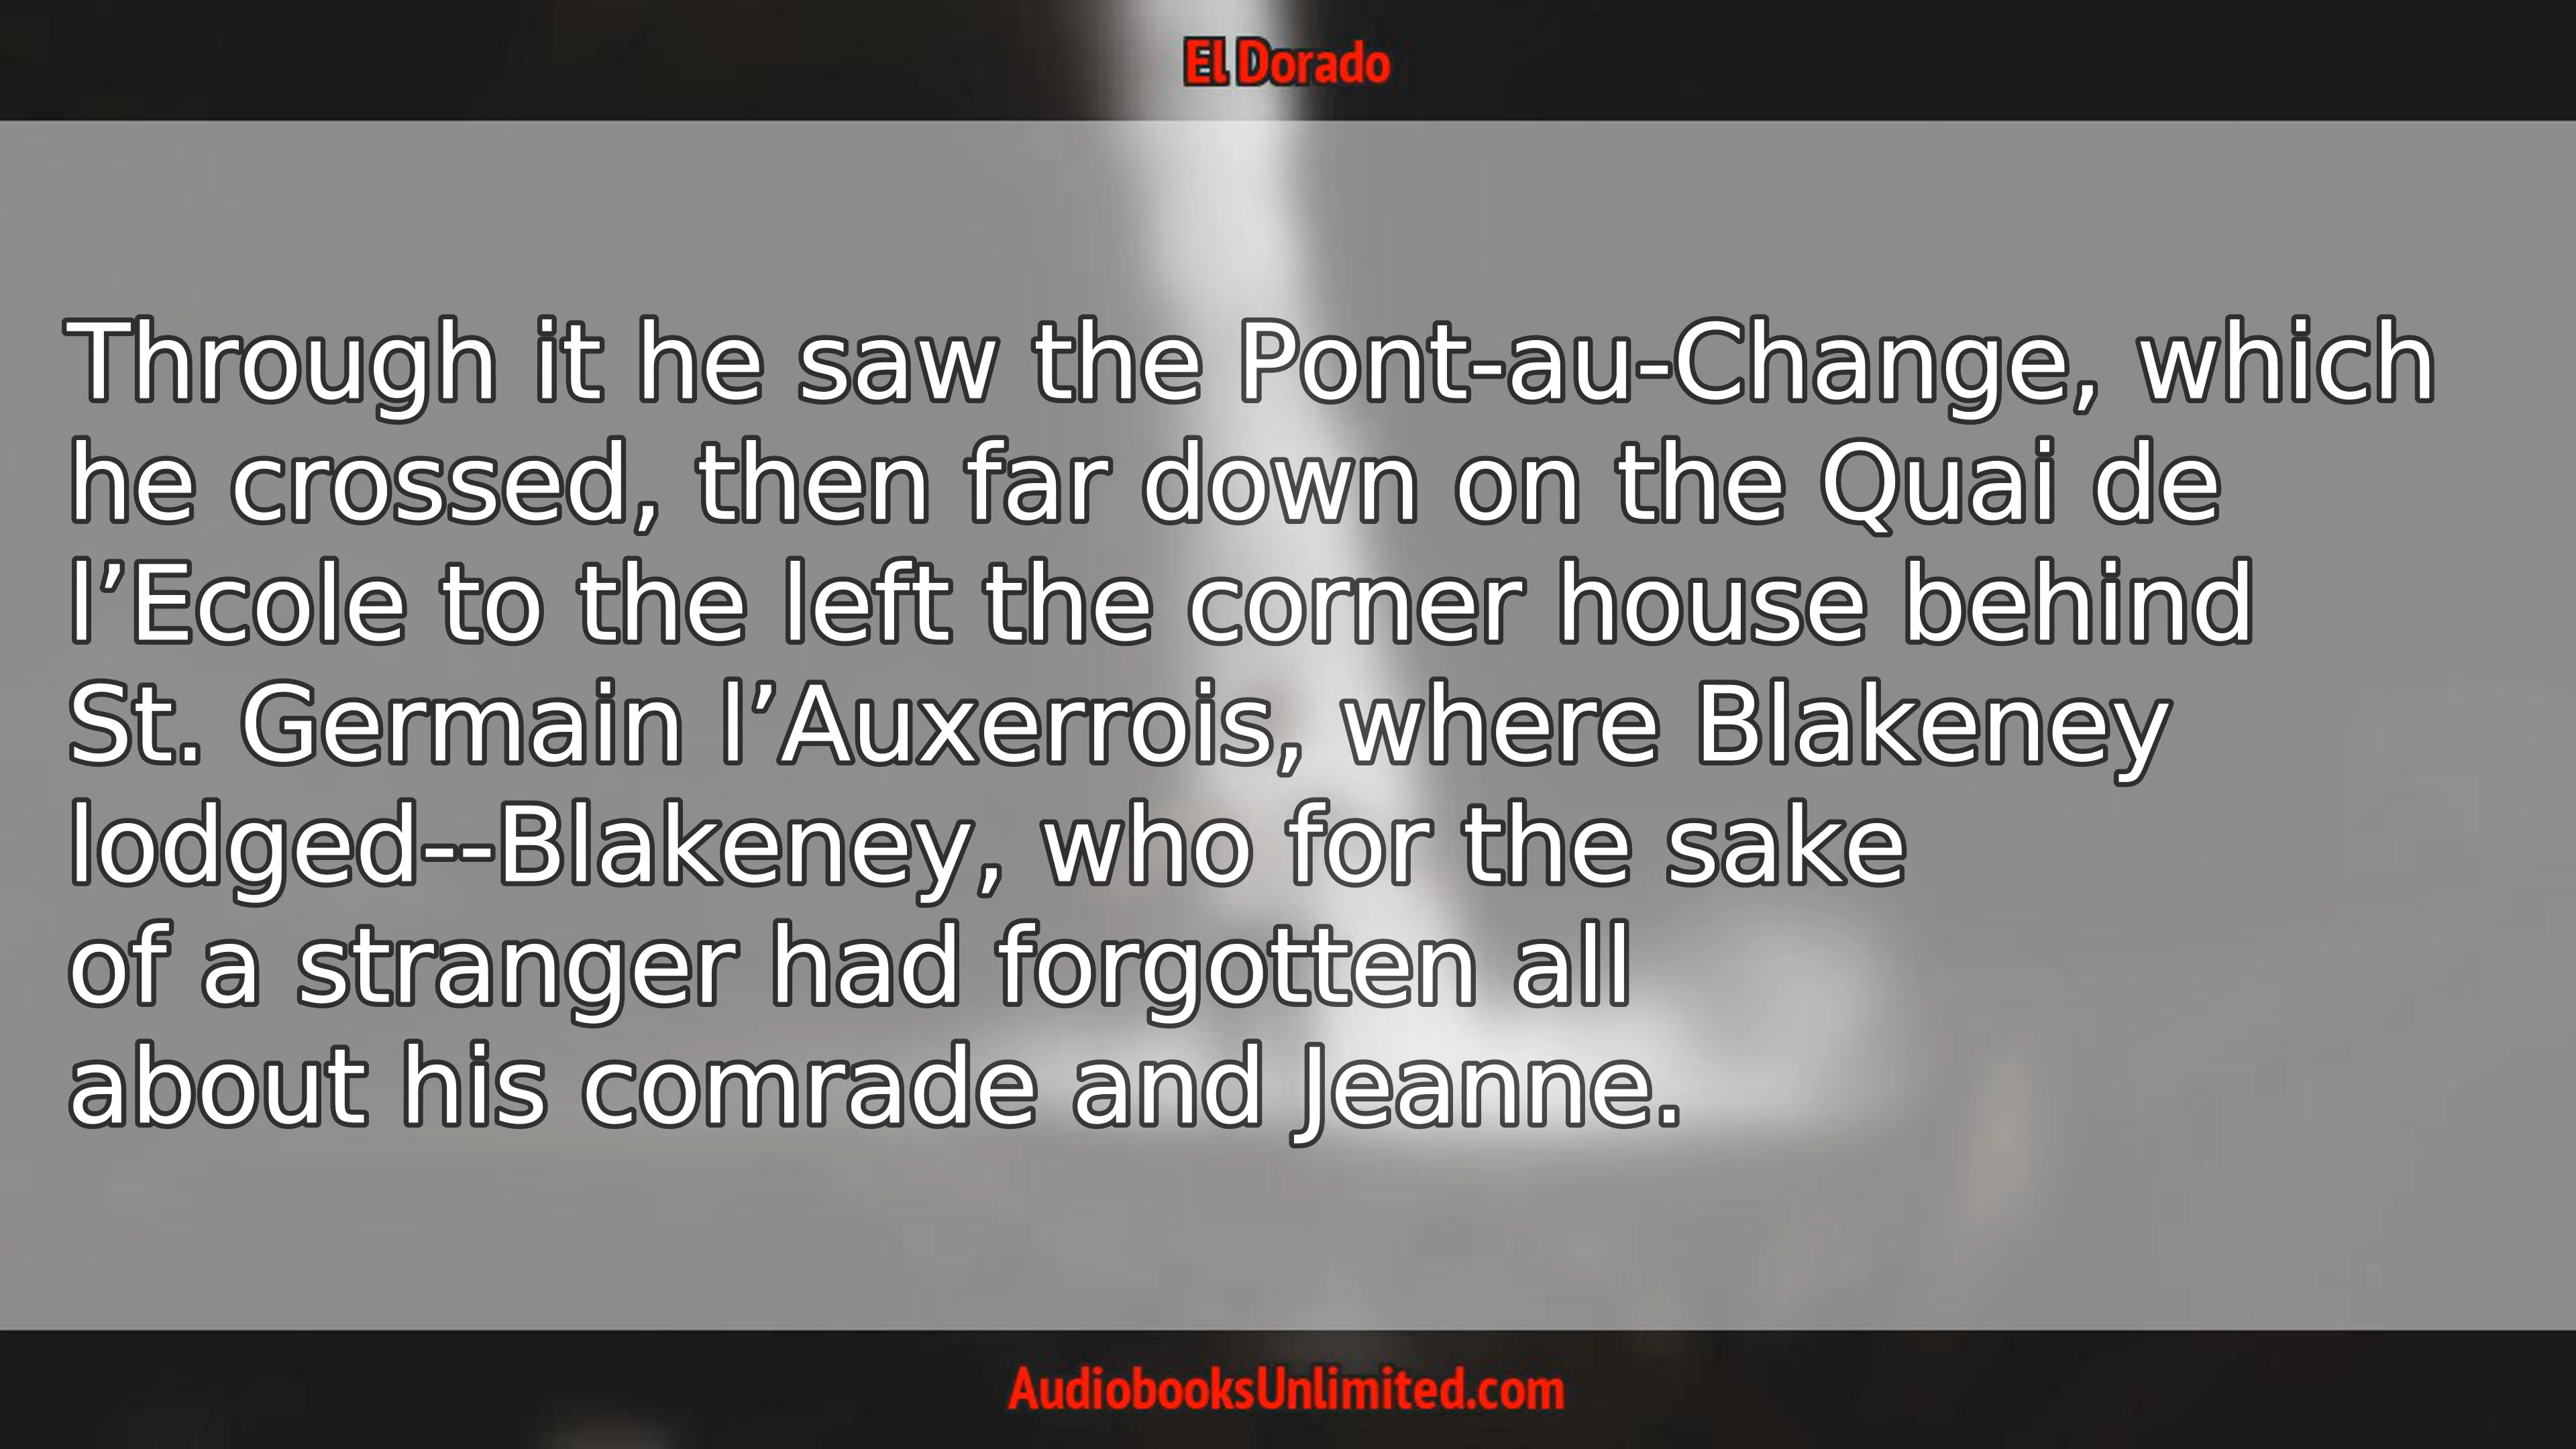 El Dorado
Through it he saw the Pont-au-Change, which
he crossed, then far down on the Quai de
l’Ecole to the left the corner house behind
St. Germain l’Auxerrois, where Blakeney
lodged--Blakeney, who for the sake
of a stranger had forgotten all
about his comrade and Jeanne.
AudiobooksUnlimited.com